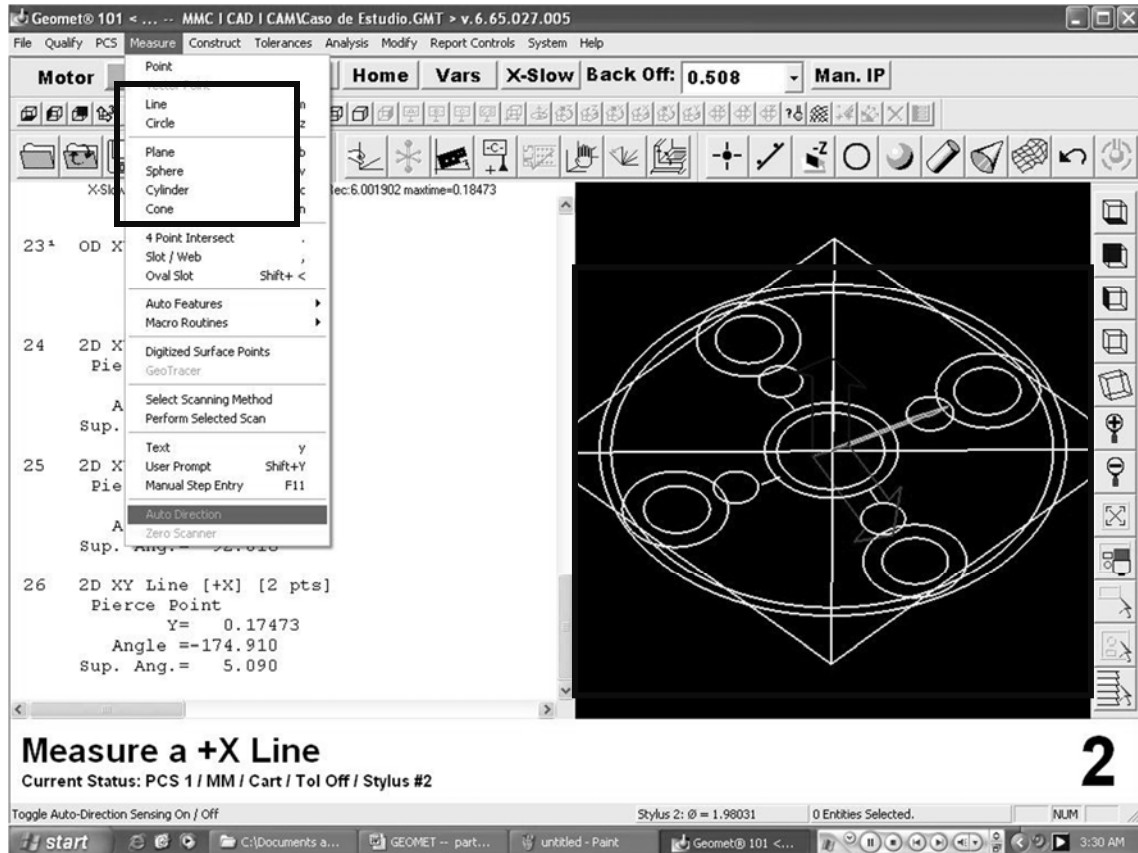 Geomet® 101 < ... -- MMC I CAD I CAM\Caso de Estudio.GMT > v.6.65.027.005
File Qualify PCS Measure Construct Tolerances Analysis Modify Report Controls System Help
Motor Home Vars X-Slow Back Off: 0.508 Man. IP
Point
Vector Point
Line
Circle z
Plane b
Sphere v
Cylinder c
Cone n
4 Point Intersect .
Slot / Web ,
Oval Slot Shift+ <
Auto Features
Macro Routines
Digitized Surface Points
GeoTracer
Select Scanning Method
Perform Selected Scan
Text y
User Prompt Shift+Y
Manual Step Entry F11
Auto Direction
Zero Scanner
-C-
-Z
X-Slow
ec:6.001902 maxtime=0.18473
23¹ OD X
24 2D X
Pie
A
Sup.
25 2D X
Pie
A
Sup. Ang.= 92.618
26 2D XY Line [+X] [2 pts]
Pierce Point
Y= 0.17473
Angle =-174.910
Sup. Ang.= 5.090
Measure a +X Line 2
Current Status: PCS 1 / MM / Cart / Tol Off / Stylus #2
Toggle Auto-Direction Sensing On / Off Stylus 2: Ø = 1.98031 0 Entities Selected. NUM
start C:\Documents a... GEOMET -- part... untitled - Paint Geomet® 101 <... 3:30 AM